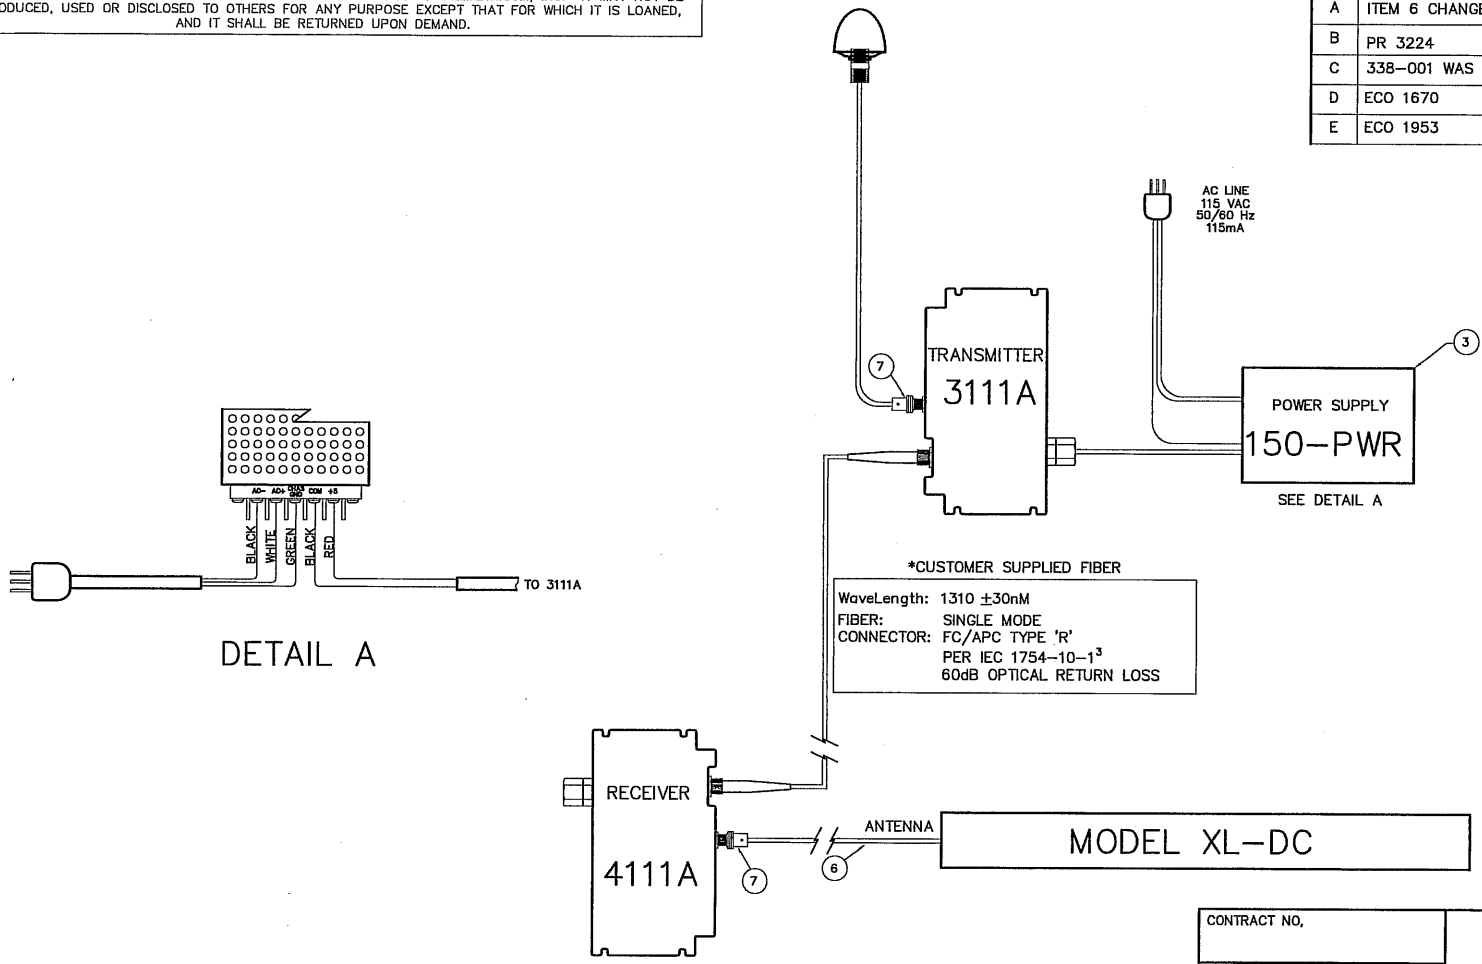 ODUCED, USED OR DISCLOSED TO OTHERS FOR ANY PURPOSE EXCEPT THAT FOR WHICH IT IS LOANED,
AND IT SHALL BE RETURNED UPON DEMAND.
A ITEM 6 CHANGE
B PR 3224
C 338-001 WAS
D ECO 1670
E ECO 1953
AC LINE
115 VAC
50/60 Hz
115mA
TRANSMITTER
3111A
7
3
POWER SUPPLY
150-PWR
SEE DETAIL A
AC- AC+ CHAS GND COM +5
BLACK
WHITE
GREEN
BLACK
RED
TO 3111A
DETAIL A
*CUSTOMER SUPPLIED FIBER
WaveLength: 1310 ±30nM
FIBER: SINGLE MODE
CONNECTOR: FC/APC TYPE 'R'
PER IEC 1754-10-1³
60dB OPTICAL RETURN LOSS
RECEIVER
4111A
7
6
ANTENNA
MODEL XL-DC
CONTRACT NO,